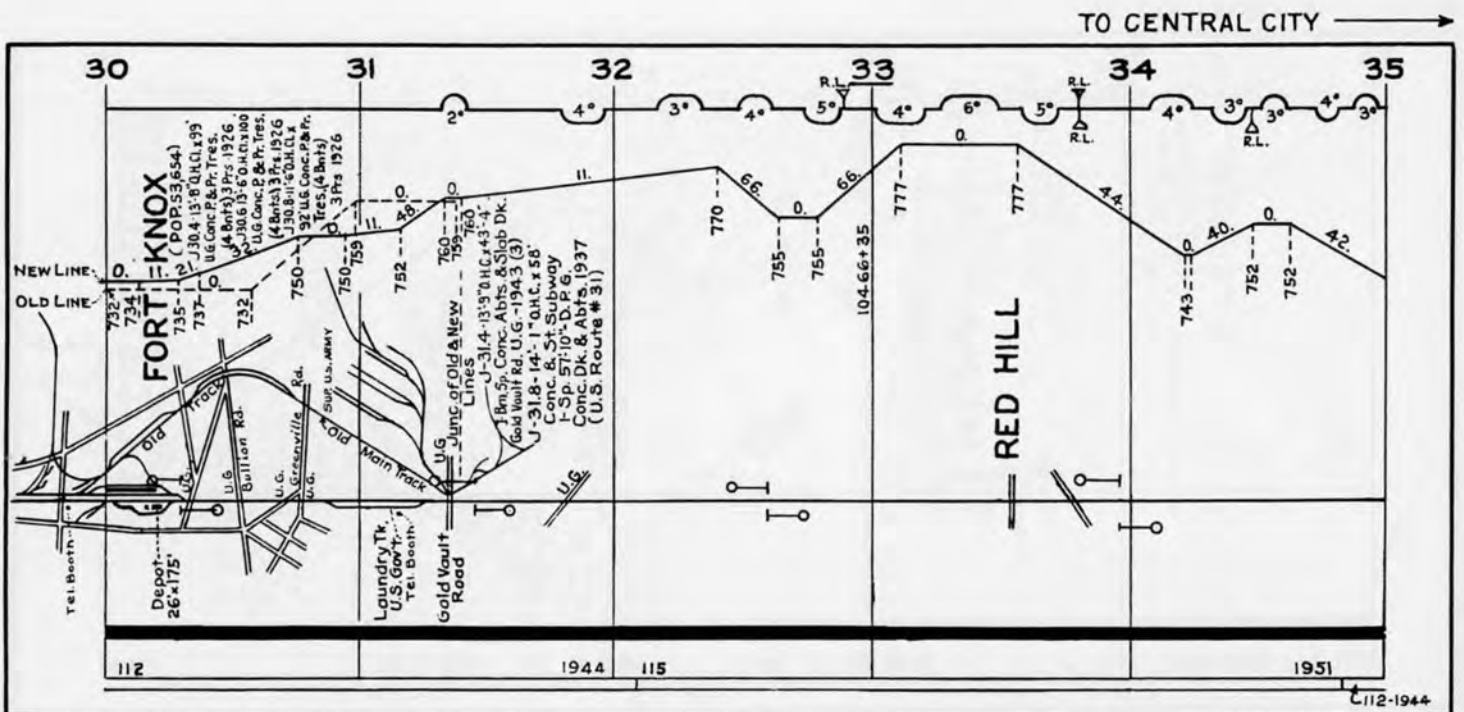 TO CENTRAL CITY
30 31 32 33 34 35
R.L. R.L.
2° 4° 3° 4° 5° 4° 6° 5° 4° 3° 3° 4° 3°
R.L. R.L.
FORT KNOX
(POP. 53,654)
J30.4-13'-8"O.H.Cl.x99'
U.G. Conc.P.& Pr. Tres.
(4 Bnts) 3 Prs. 1926
J30.6 13'-6"O.H.Cl.x100
U.G. Conc. P. & Pr. Tres.
(4 Bnts) 3 Prs. 1926
J30.8-11'-6"O.H.Cl.x
92' U.G. Conc. P. & Pr.
Tres. (4 Bnts)
3 Prs 1926
NEW LINE
OLD LINE
0. .11. .21. 0. 0. 11. 48. 0. 0. 11. 66. 0. 66. 0. 44. 0. 40. 0. 42.
732 734 735 737 732 750 750 759 752 760 759 760 770 755 755 777 777 743 752 752
104.66+35
Junc. of Old & New
Lines
J-31.4-13'-9"O.H.C.x43'-4"
1-Bm. Sp. Conc. Abts. & Slab Dk.
Gold Vault Rd. U.G.-1943 (3)
J-31.8-14'-1"O.H.C. x 58'
Conc. & St. Subway
1-Sp. 57'-10"-D.P.G.
Conc. Dk. & Abts. 1937
(U.S. Route #31)
RED HILL
Old Track
Old Main Track
Sup. U.S. ARMY
U.G.
Bullion Rd.
U.G.
U.G.
Greenville Rd.
U.G.
U.G
U.G.
Tel. Booth
Depot
26'x175'
Laundry Tk.
U.S. Gov't.
Tel. Booth
Gold Vault
Road
112 1944 115 1951
112-1944